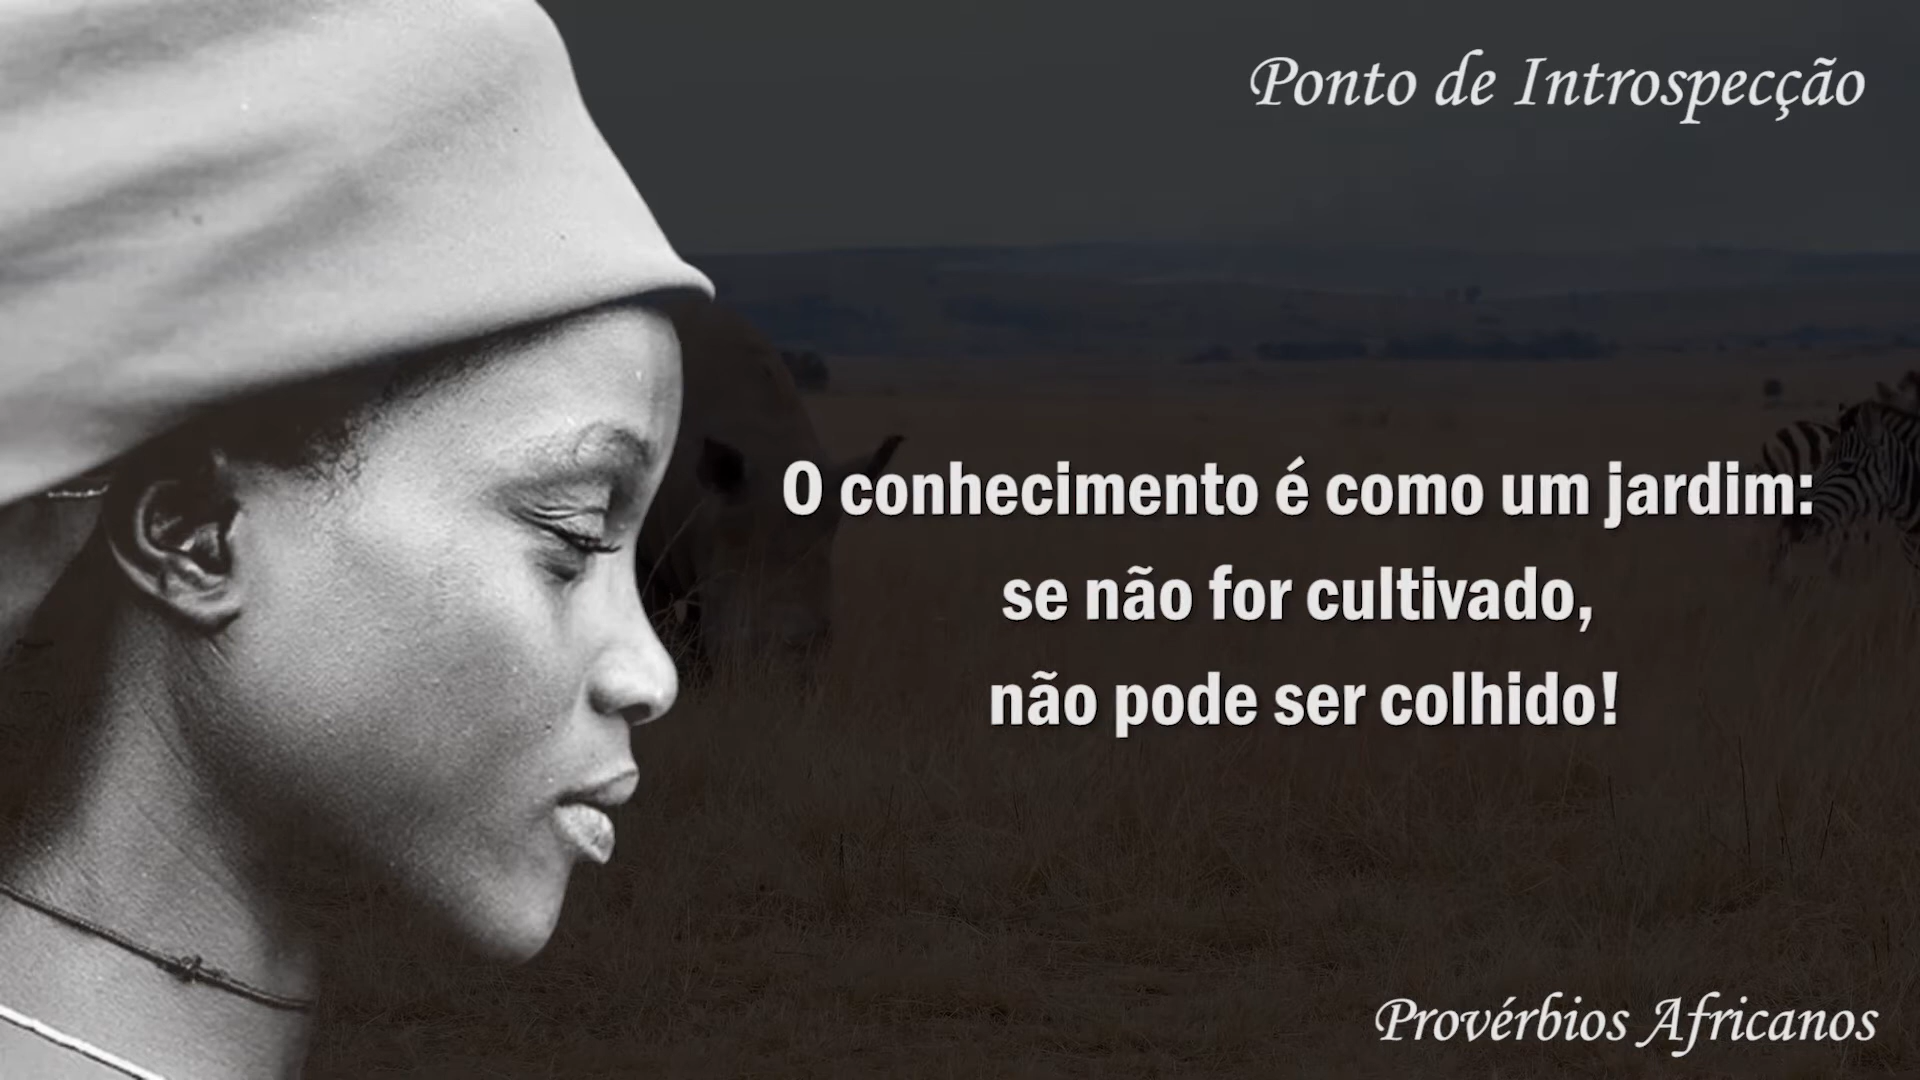 Ponto de Introspecção
O conhecimento é como um jardim:
se não for cultivado,
não pode ser colhido!
Provérbios Africanos